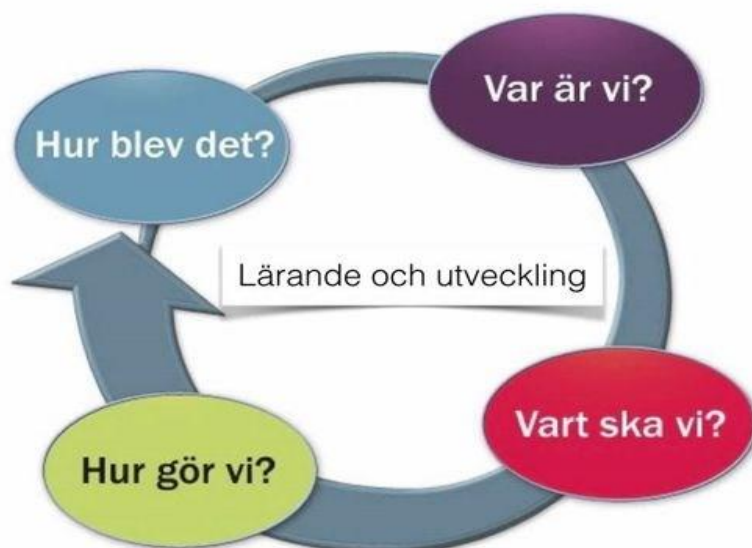 Var är vi?
Hur blev det?
Lärande och utveckling
Vart ska vi?
Hur gör vi?